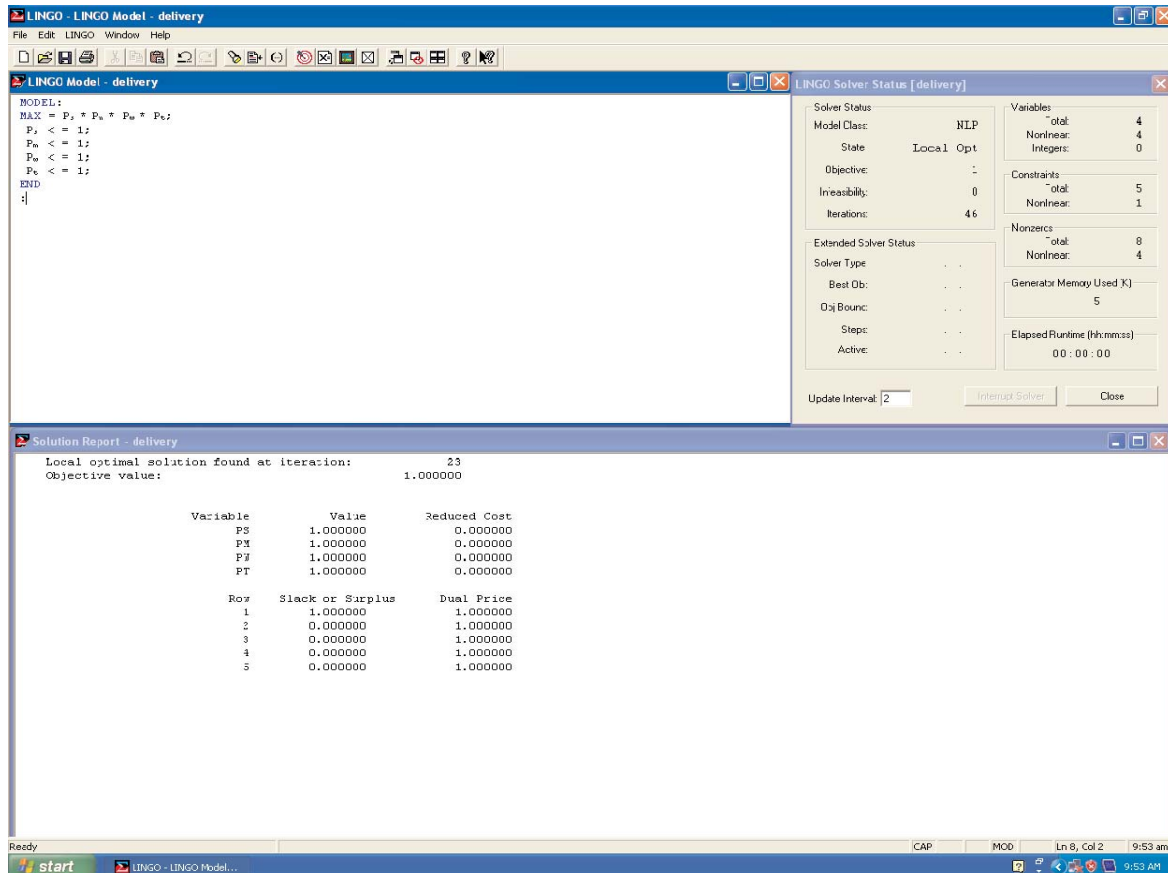 LINGO - LINGO Model - delivery
File Edit LINGO Window Help
LINGO Model - delivery
MODEL:
MAX = Pₛ * Pₘ * P𝓌 * Pₜ;
Pₛ < = 1;
Pₘ < = 1;
P𝓌 < = 1;
Pₜ < = 1;
END
:
LINGO Solver Status [delivery]
Solver Status
Model Class: NLP
State Local Opt
Objective:
Infeasibility: 0
Iterations: 46
Extended Solver Status
Solver Type . .
Best Obj: . .
Obj Bound: . .
Steps: . .
Active: . .
Update Interval: 2
Variables
Total: 4
Nonlinear: 4
Integers: 0
Constraints
Total: 5
Nonlinear: 1
Nonzeros
Total: 8
Nonlinear: 4
Generator Memory Used (K)
5
Elapsed Runtime (hh:mm:ss)
00:00:00
Interrupt Solver Close
Solution Report - delivery
Local optimal solution found at iteration: 23
Objective value: 1.000000
Variable Value Reduced Cost
PS 1.000000 0.000000
PM 1.000000 0.000000
PW 1.000000 0.000000
PT 1.000000 0.000000
Row Slack or Surplus Dual Price
1 1.000000 1.000000
2 0.000000 1.000000
3 0.000000 1.000000
4 0.000000 1.000000
5 0.000000 1.000000
Ready CAP MOD Ln 8, Col 2 9:53 am
start LINGO - LINGO Model... 9:53 AM